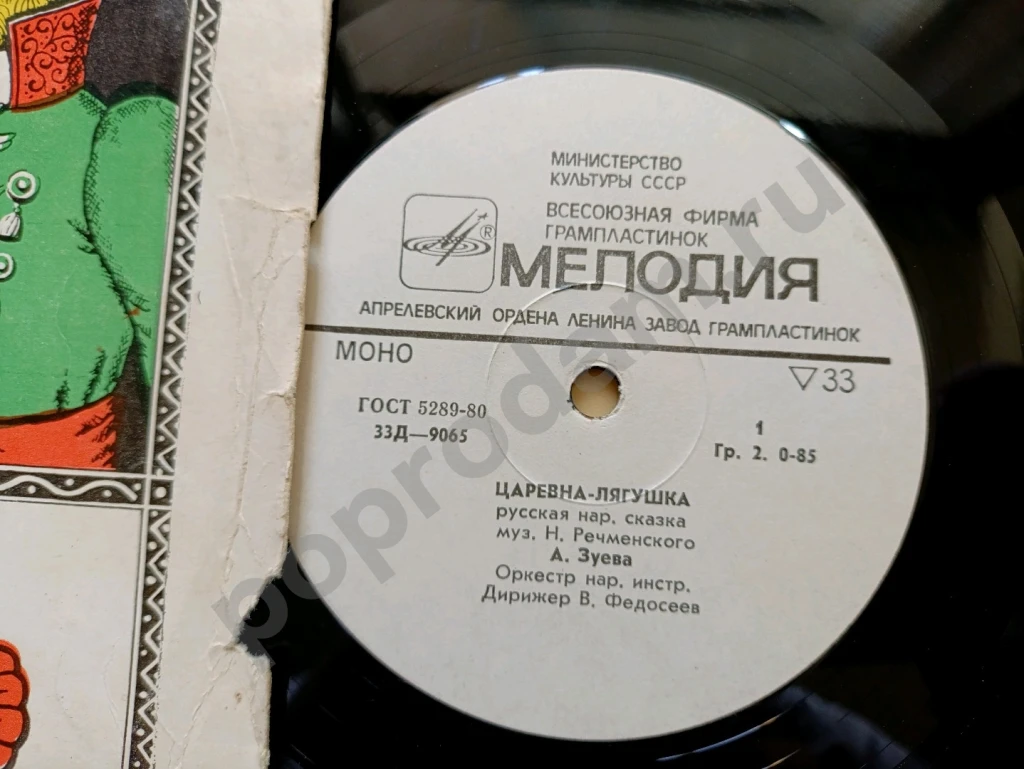 МИНИСТЕРСТВО
КУЛЬТУРЫ СССР
ВСЕСОЮЗНАЯ ФИРМА
ГРАМПЛАСТИНОК
®
МЕЛОДИЯ
АПРЕЛЕВСКИЙ ОРДЕНА ЛЕНИНА ЗАВОД ГРАМПЛАСТИНОК
МОНО
▽33
ГОСТ 5289-80
33Д—9065
1
Гр. 2. 0-85
ЦАРЕВНА-ЛЯГУШКА
русская нар. сказка
муз. Н. Речменского
А. Зуева
Оркестр нар. инстр.
Дирижер В. Федосеев
poprodam.ru